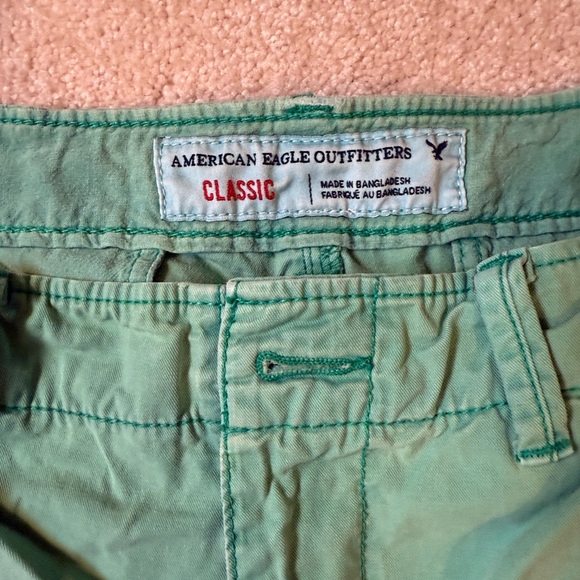 AMERICAN EAGLE OUTFITTERS
CLASSIC
MADE IN BANGLADESH
FABRIQUÉ AU BANGLADESH